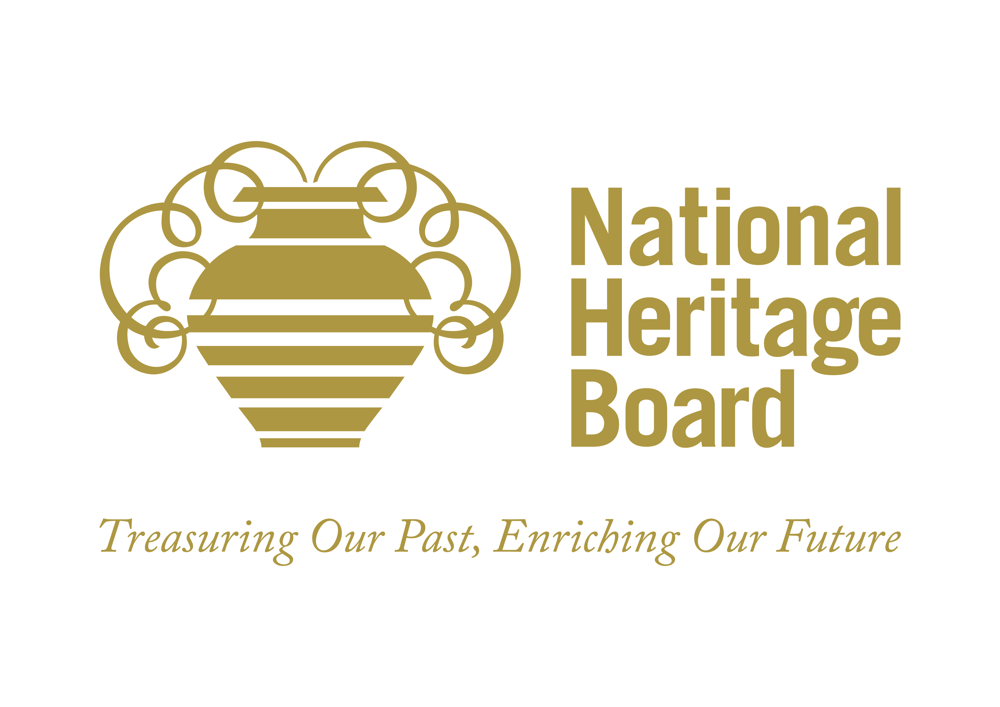 National
Heritage
Board
Treasuring Our Past, Enriching Our Future